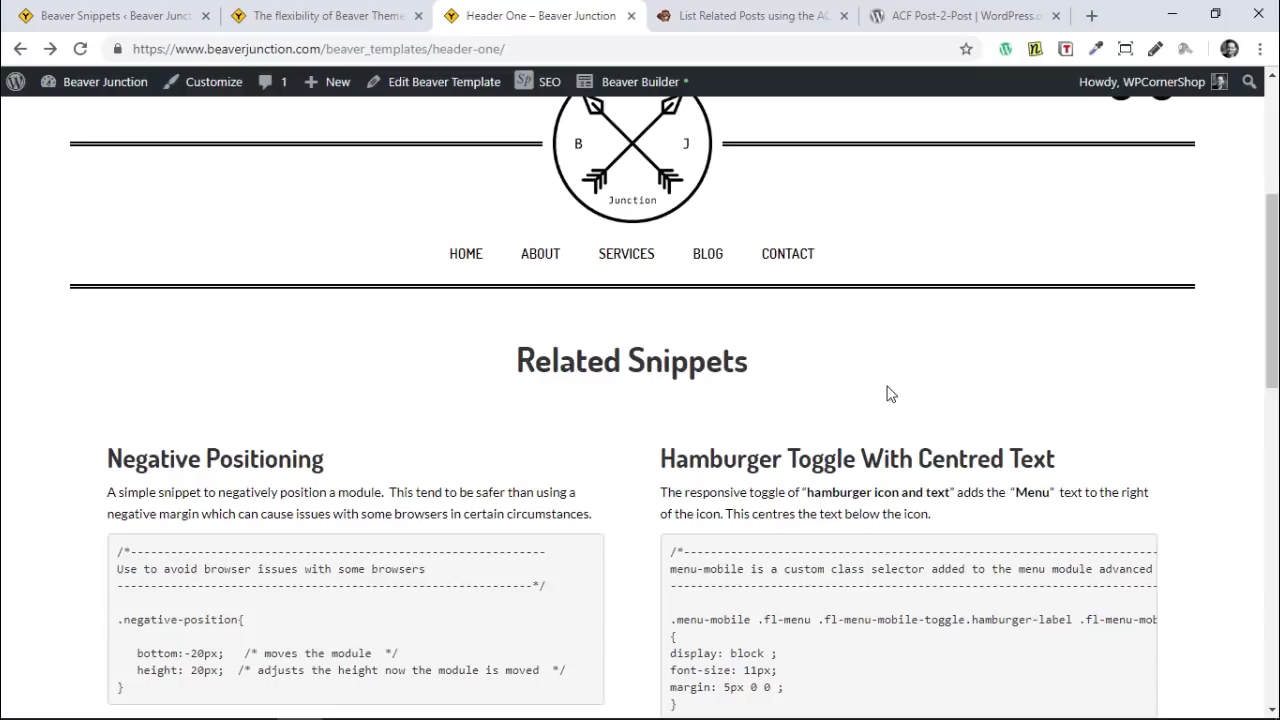 Beaver Snippets ‹ Beaver Junct
The flexibility of Beaver Theme
Header One – Beaver Junction
List Related Posts using the AC
ACF Post-2-Post | WordPress.o
https://www.beaverjunction.com/beaver_templates/header-one/
Beaver Junction
Customize
1
New
Edit Beaver Template
Sp
SEO
Beaver Builder
Howdy, WPCornerShop
B
J
Junction
HOME
ABOUT
SERVICES
BLOG
CONTACT
Related Snippets
Negative Positioning
A simple snippet to negatively position a module.  This tend to be safer than using a
negative margin which can cause issues with some browsers in certain circumstances.
/*-------------------------------------------------------
Use to avoid browser issues with some browsers
-------------------------------------------------------*/
.negative-position{
bottom:-20px;   /* moves the module  */
height: 20px;  /* adjusts the height now the module is moved  */
}
Hamburger Toggle With Centred Text
The responsive toggle of “hamburger icon and text” adds the  “Menu”  text to the right
of the icon. This centres the text below the icon.
/*---------------------------------------------------------------
menu-mobile is a custom class selector added to the menu module advanced
----------------------------------------------------------------
.menu-mobile .fl-menu .fl-menu-mobile-toggle.hamburger-label .fl-menu-mob
{
display: block ;
font-size: 11px;
margin: 5px 0 0 ;
}